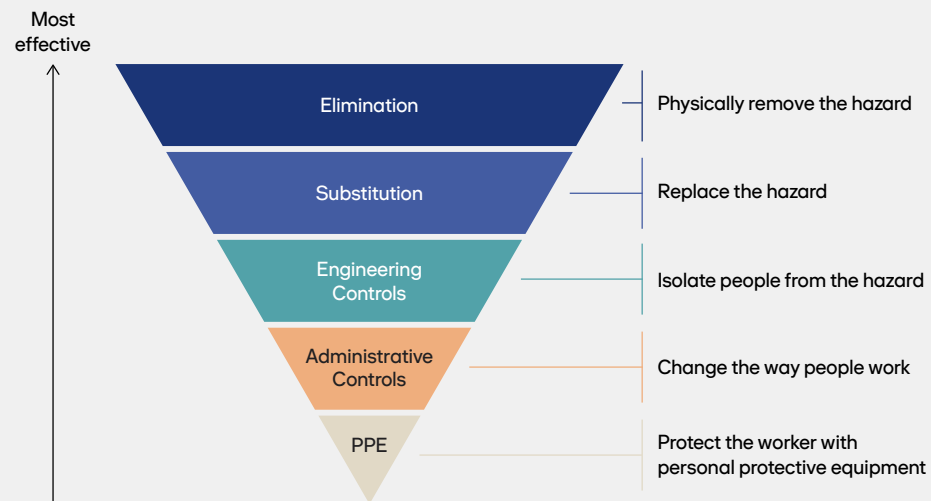 Most
effective
Elimination
Physically remove the hazard
Substitution
Replace the hazard
Engineering
Controls
Isolate people from the hazard
Administrative
Controls
Change the way people work
PPE
Protect the worker with
personal protective equipment